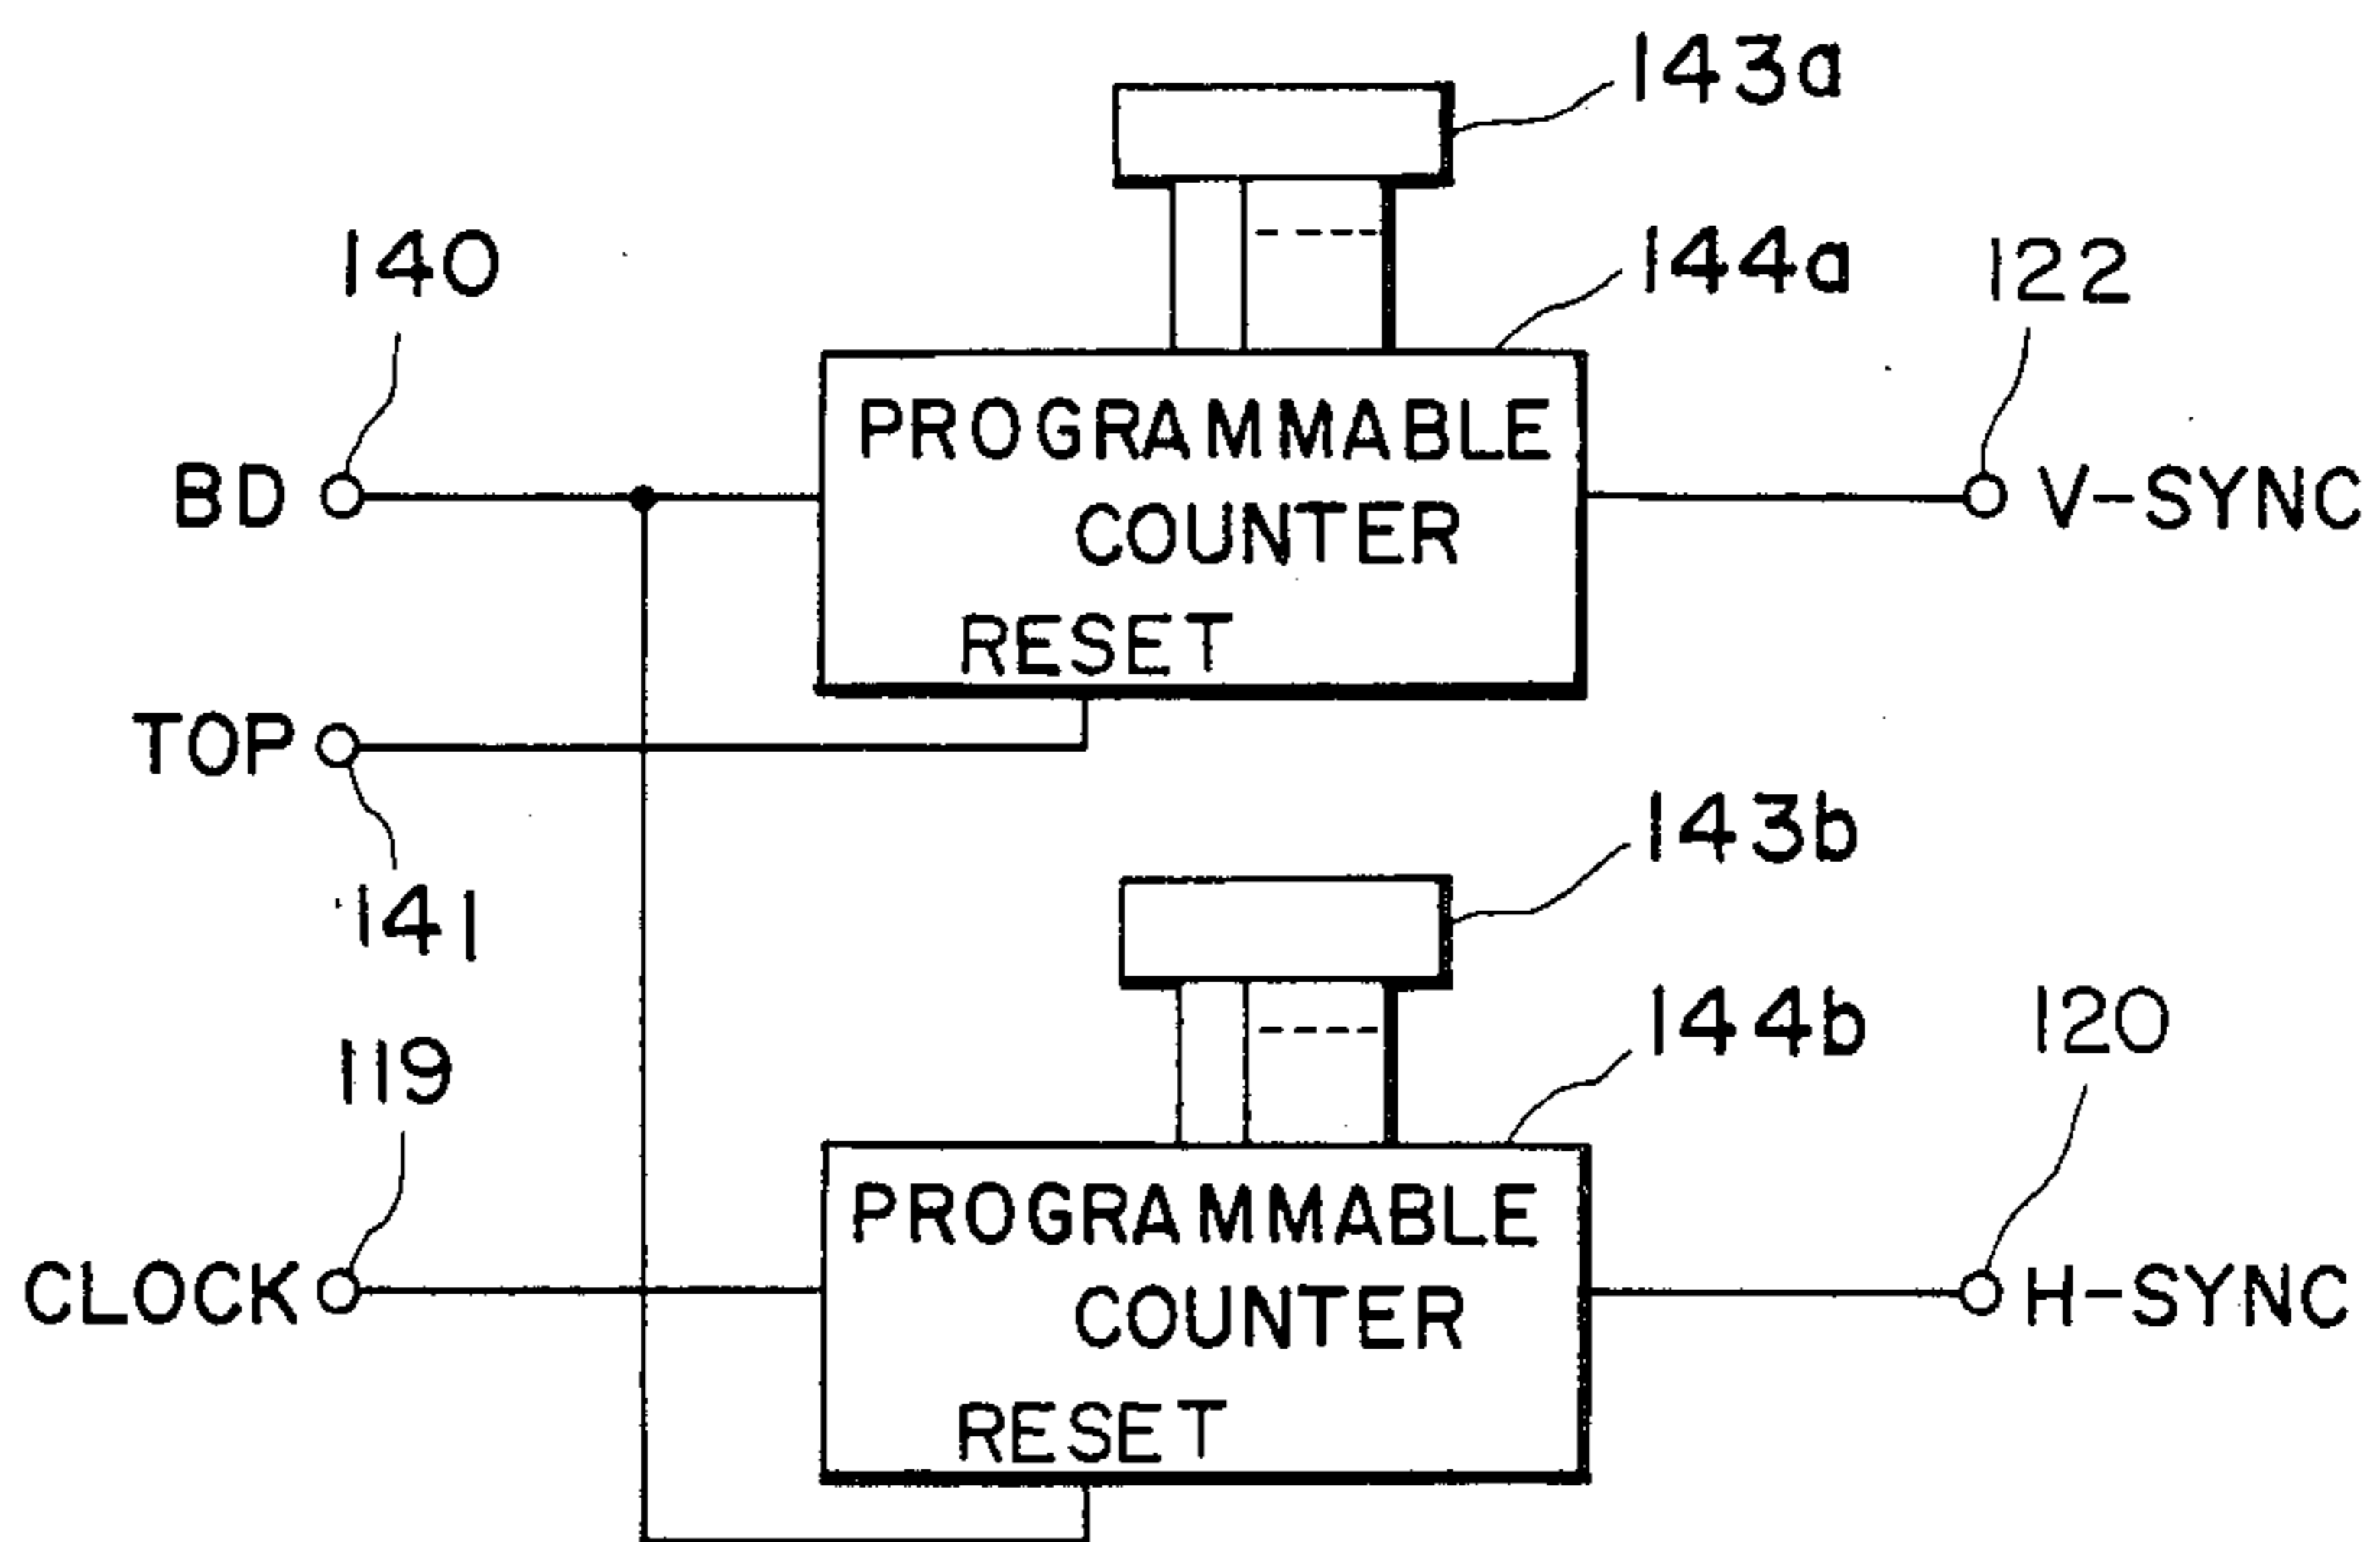 143a
140
144a
122
PROGRAMMABLE
BD
V-SYNC
COUNTER
RESET
TOP
143b
141
144b
120
119
PROGRAMMABLE
CLOCK
H-SYNC
COUNTER
RESET